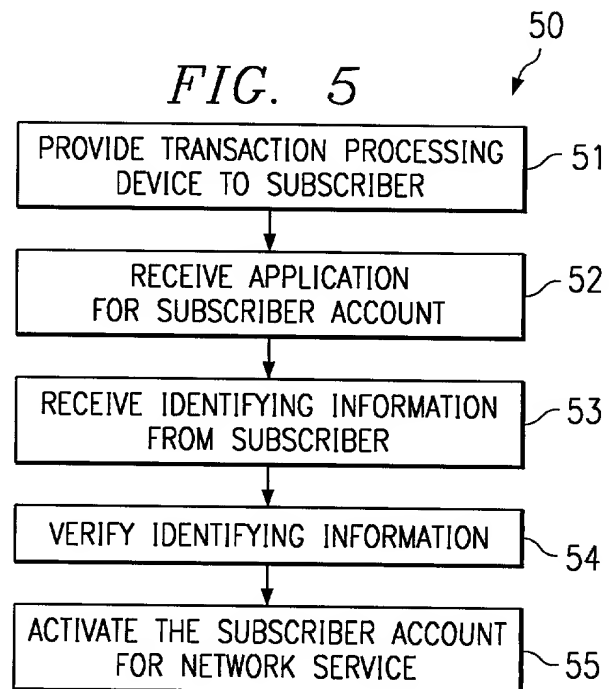 50
FIG. 5
PROVIDE TRANSACTION PROCESSING
DEVICE TO SUBSCRIBER
51
RECEIVE APPLICATION
FOR SUBSCRIBER ACCOUNT
52
RECEIVE IDENTIFYING INFORMATION
FROM SUBSCRIBER
53
VERIFY IDENTIFYING INFORMATION
54
ACTIVATE THE SUBSCRIBER ACCOUNT
FOR NETWORK SERVICE
55